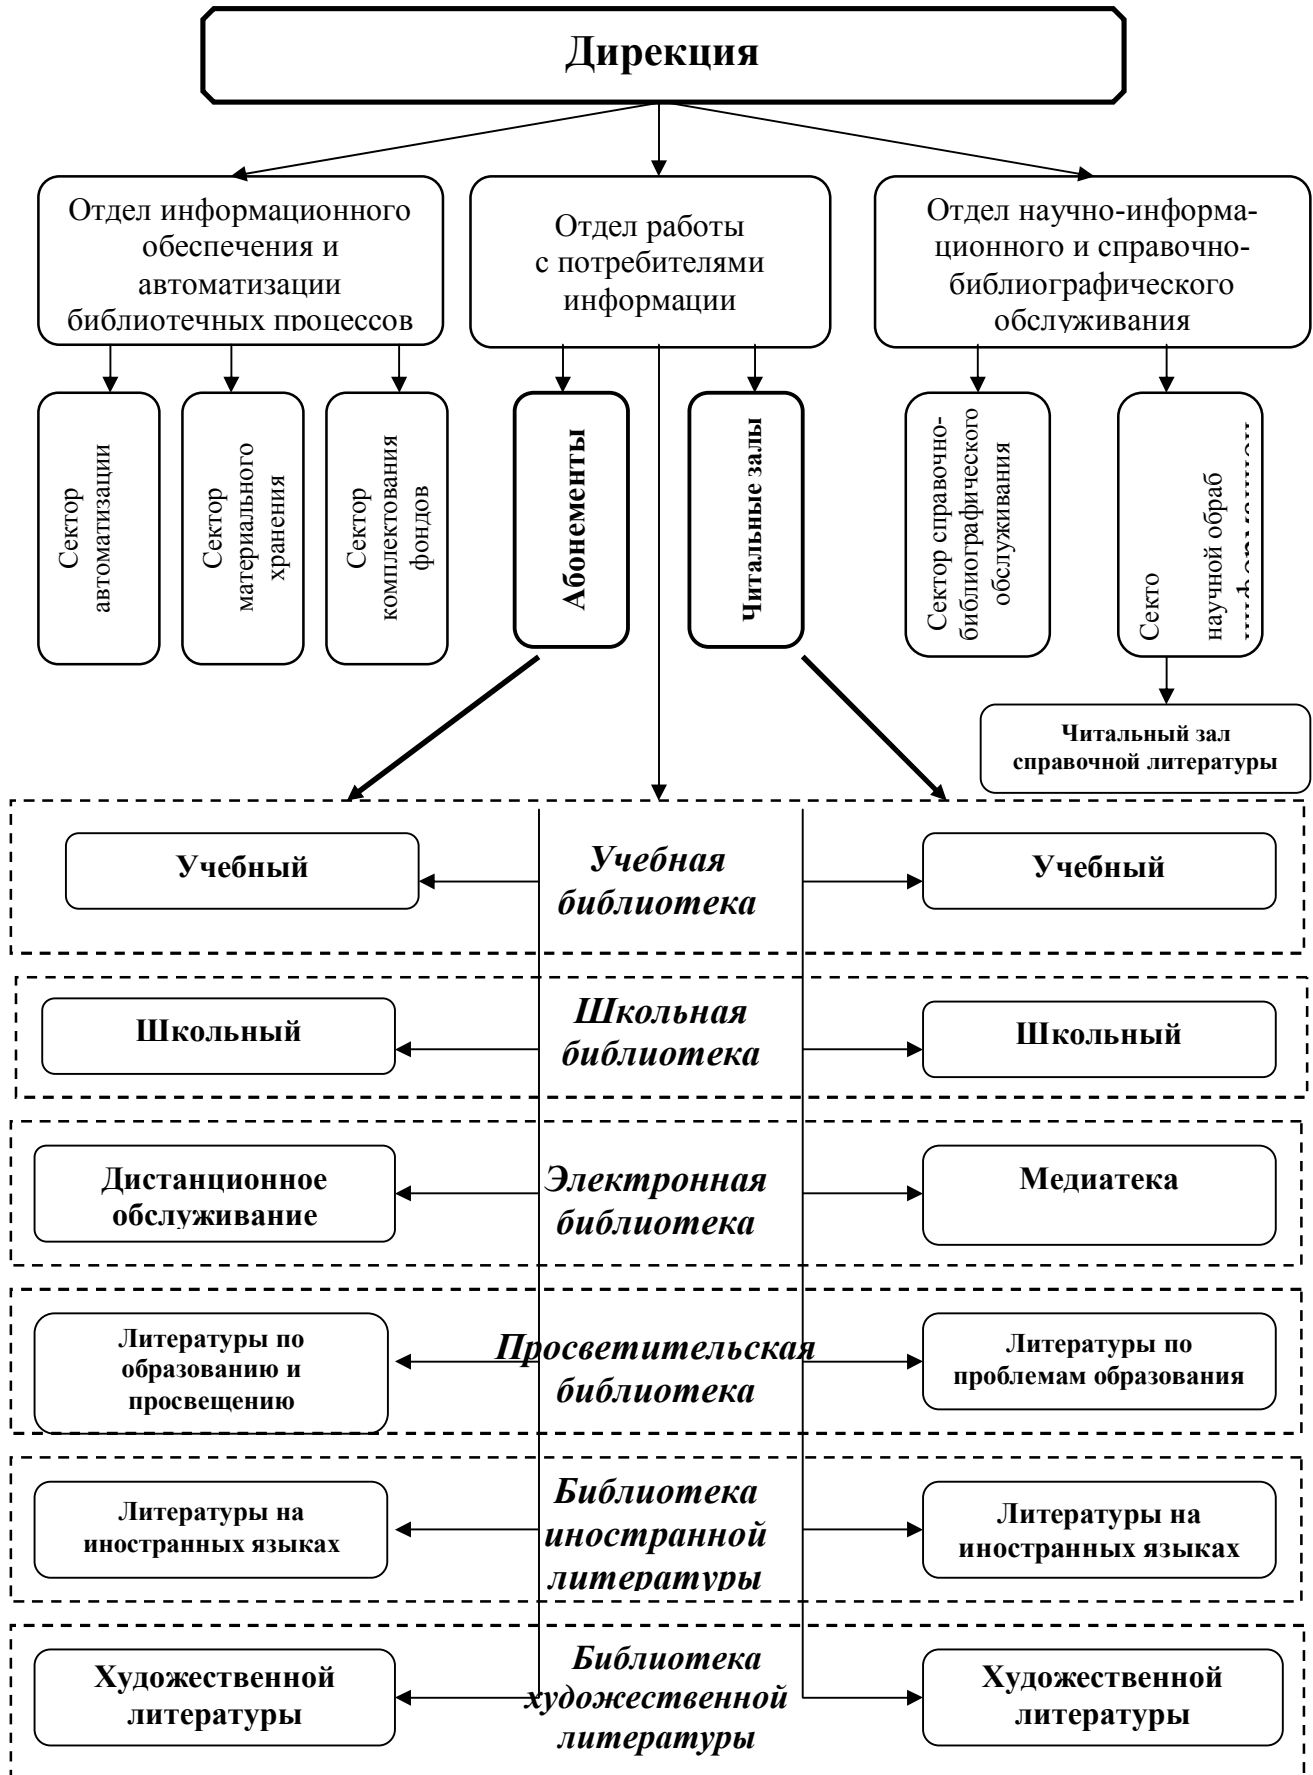 Дирекция
Отдел информационного
обеспечения и
автоматизации
библиотечных процессов
Отдел работы
с потребителями
информации
Отдел научно-информа-
ционного и справочно-
библиографического
обслуживания
Сектор
автоматизации
Сектор
материального
хранения
Сектор
комплектования
фондов
Абонементы
Читальные залы
Сектор справочно-
библиографического
обслуживания
Секто
научной обраб
Читальный зал
справочной литературы
Учебный
Учебная
библиотека
Учебный
Школьный
Школьная
библиотека
Школьный
Дистанционное
обслуживание
Электронная
библиотека
Медиатека
Литературы по
образованию и
просвещению
Просветительская
библиотека
Литературы по
проблемам образования
Литературы на
иностранных языках
Библиотека
иностранной
литературы
Литературы на
иностранных языках
Художественной
литературы
Библиотека
художественной
литературы
Художественной
литературы